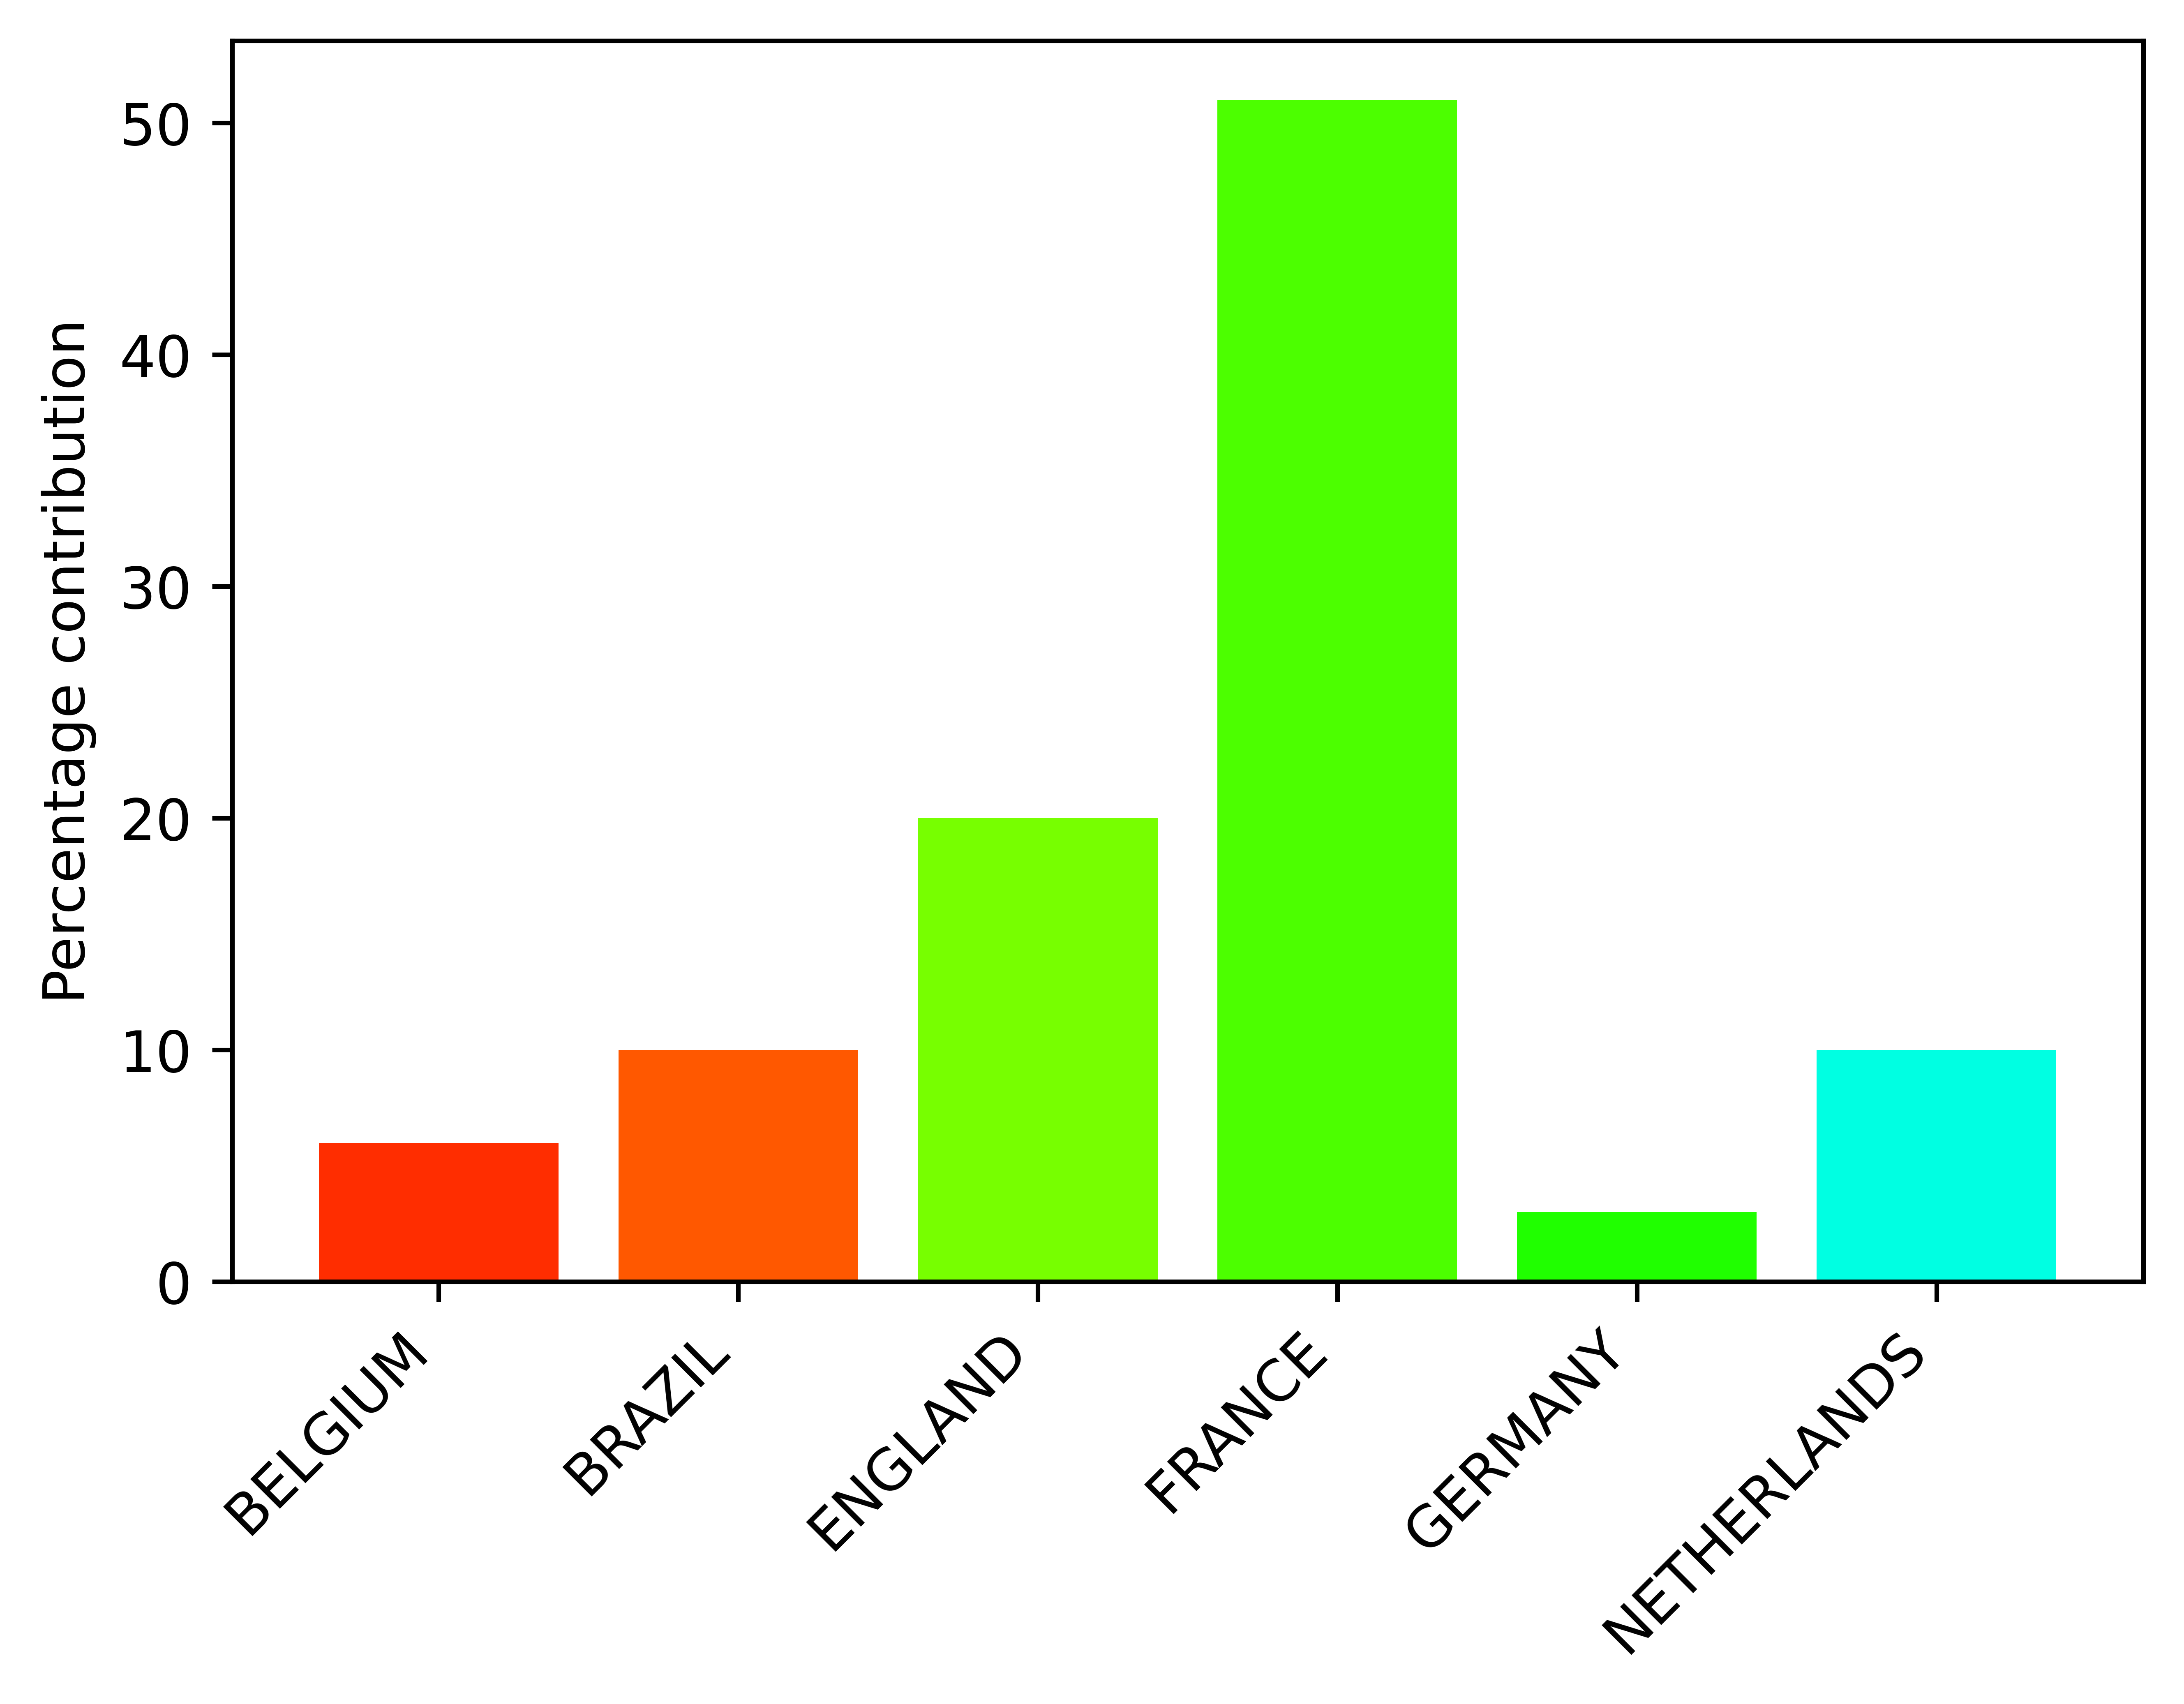 Percentage contribution
50
40
30
20
10
0
BELGIUM
BRAZIL
ENGLAND
FRANCE
GERMANY
NETHERLANDS